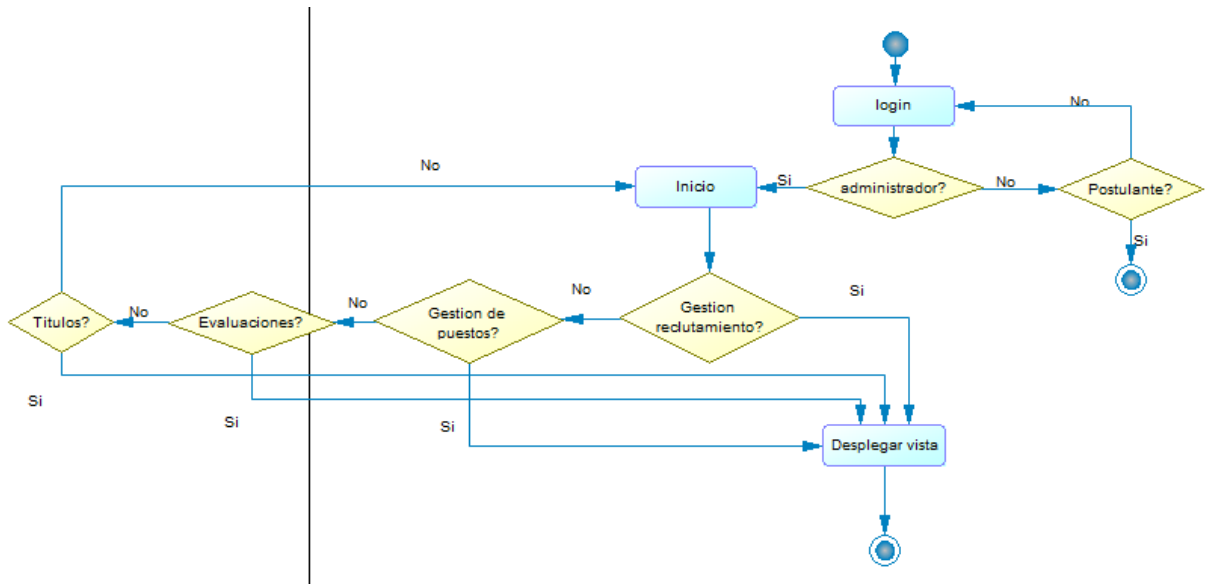 login
No
No
Inicio
Si
administrador?
No
Postulante?
Si
No
Si
Titulos?
No
Evaluaciones?
No
Gestion de
puestos?
Gestion
reclutamiento?
Si
Si
Si
Desplegar vista